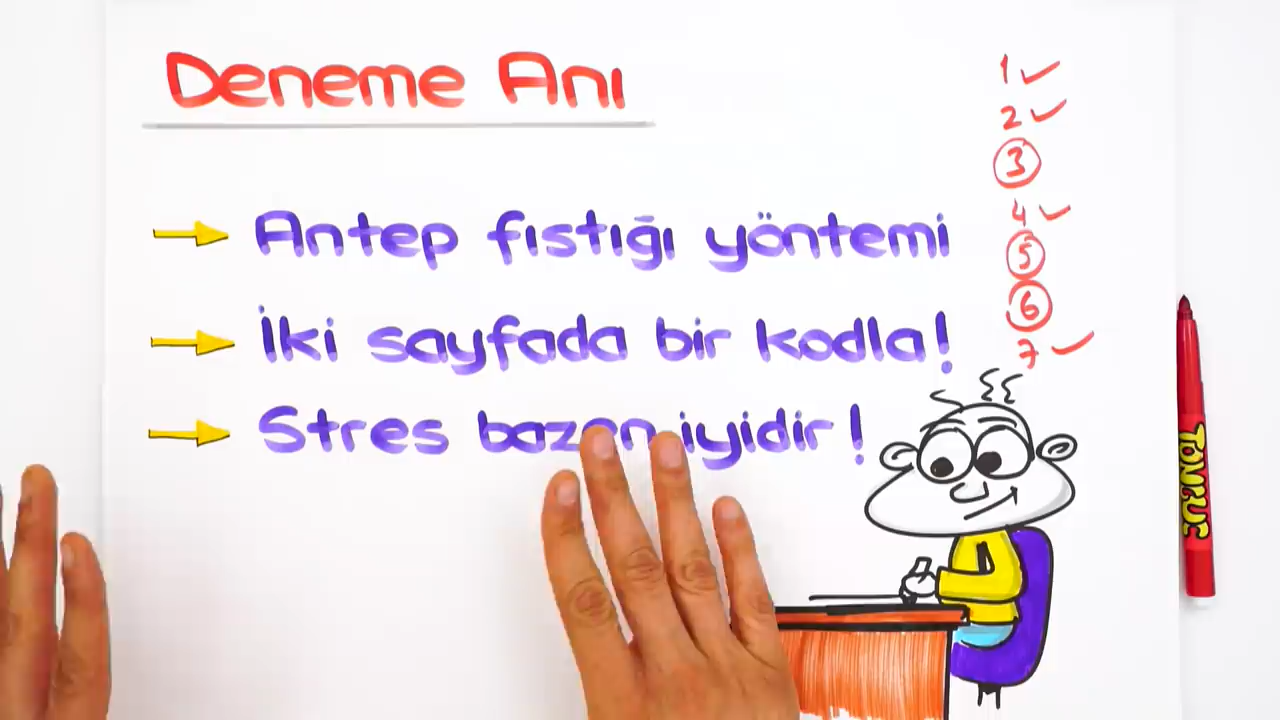 Deneme Anı
Antep fıstığı yöntemi
İki sayfada bir kodla!
Stres bazen iyidir!
1 ✓
2 ✓
3
4 ✓
5
6
7 ✓
TONGUÇ